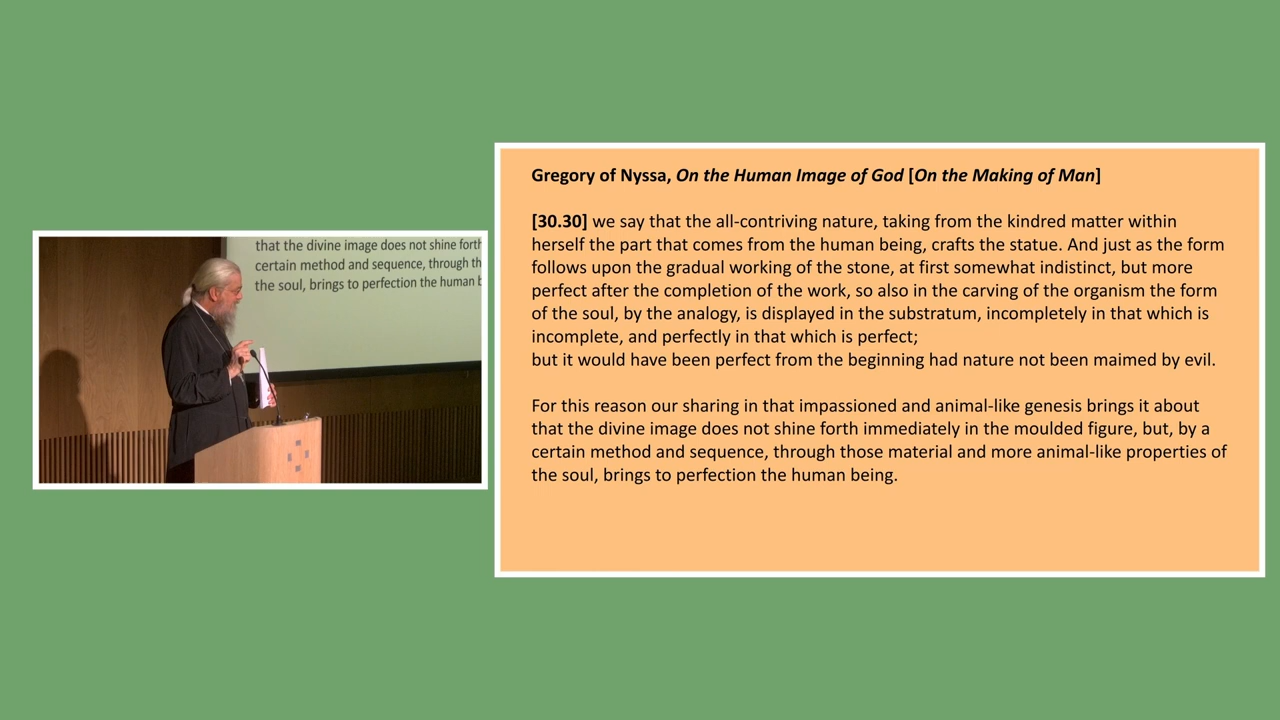 that the divine image does not shine forth
certain method and sequence, through th
the soul, brings to perfection the human b
Gregory of Nyssa, On the Human Image of God [On the Making of Man]
[30.30] we say that the all-contriving nature, taking from the kindred matter within
herself the part that comes from the human being, crafts the statue. And just as the form
follows upon the gradual working of the stone, at first somewhat indistinct, but more
perfect after the completion of the work, so also in the carving of the organism the form
of the soul, by the analogy, is displayed in the substratum, incompletely in that which is
incomplete, and perfectly in that which is perfect;
but it would have been perfect from the beginning had nature not been maimed by evil.
For this reason our sharing in that impassioned and animal-like genesis brings it about
that the divine image does not shine forth immediately in the moulded figure, but, by a
certain method and sequence, through those material and more animal-like properties of
the soul, brings to perfection the human being.